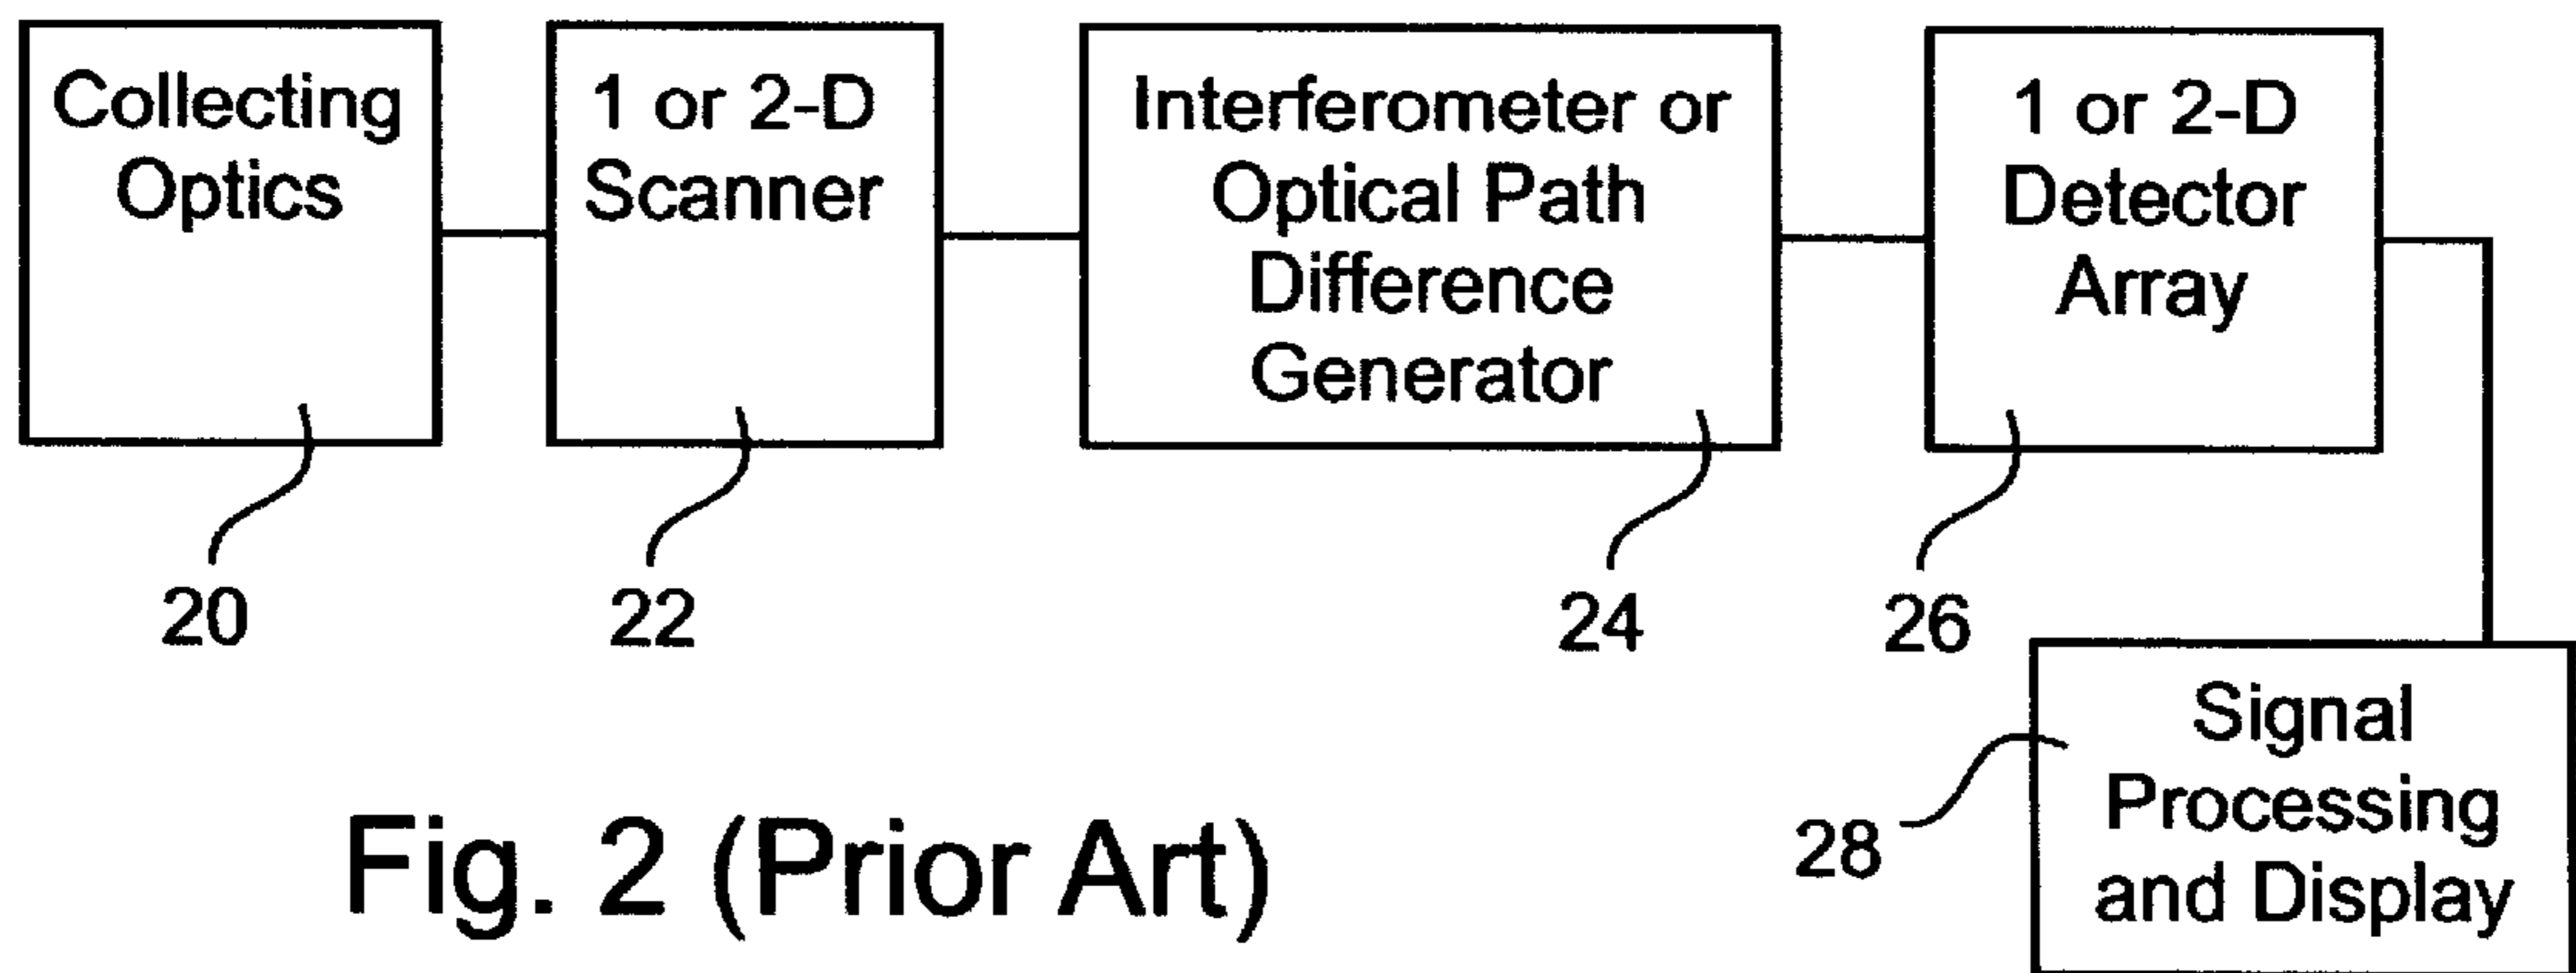 Collecting
Optics
1 or 2-D
Scanner
Interferometer or
Optical Path
Difference
Generator
1 or 2-D
Detector
Array
20
22
24
26
Signal
Processing
and Display
28
Fig. 2 (Prior Art)